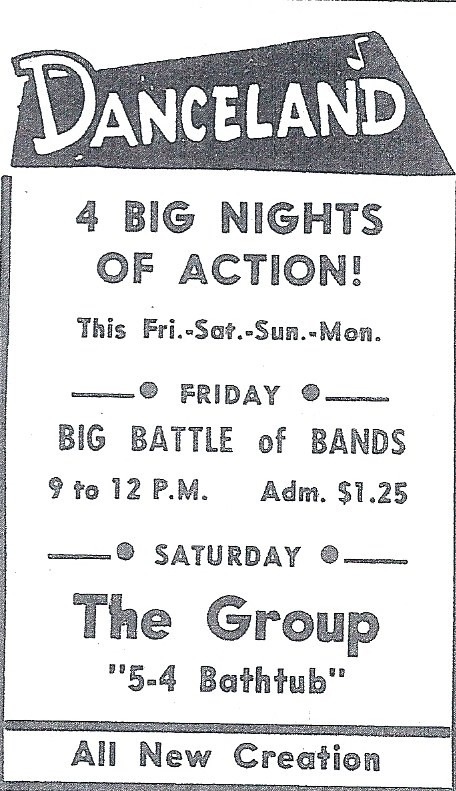 DANCELAND
4 BIG NIGHTS
OF ACTION!
This Fri.-Sat.-Sun.-Mon.
FRIDAY
BIG BATTLE of BANDS
9 to 12 P.M. Adm. $1.25
SATURDAY
The Group
"5-4 Bathtub"
All New Creation